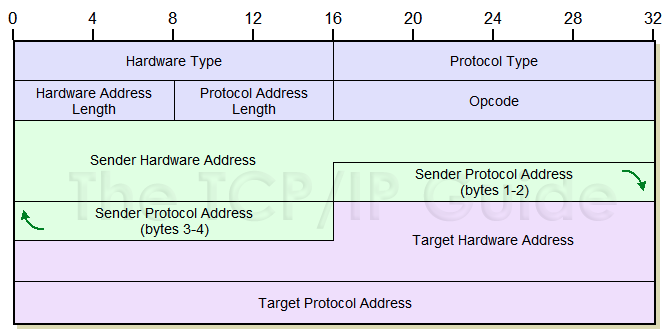 0 4 8 12 16 20 24 28 32
Hardware Type Protocol Type
Hardware Address
Length
Protocol Address
Length
Opcode
Sender Hardware Address
Sender Protocol Address
(bytes 1-2)
The TCP/IP Guide
Sender Protocol Address
(bytes 3-4)
Target Hardware Address
Target Protocol Address